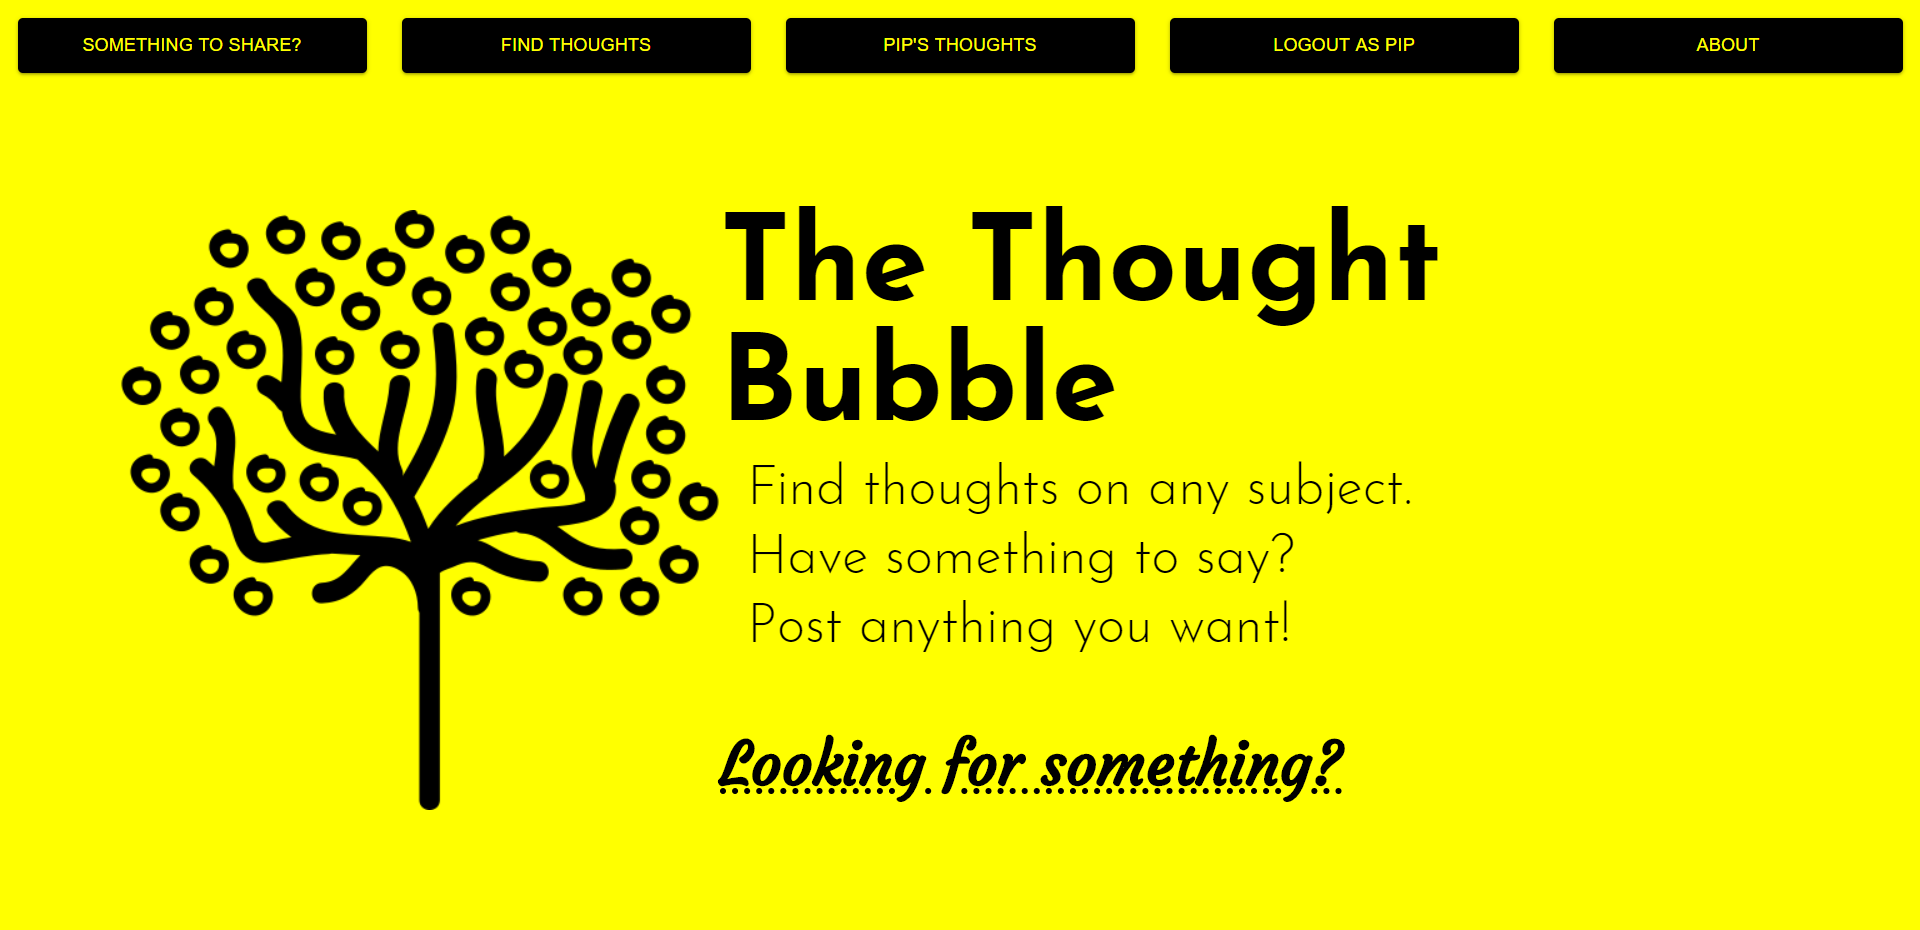 SOMETHING TO SHARE?
FIND THOUGHTS
PIP'S THOUGHTS
LOGOUT AS PIP
ABOUT
The Thought
Bubble
Find thoughts on any subject.
Have something to say?
Post anything you want!
Looking for something?